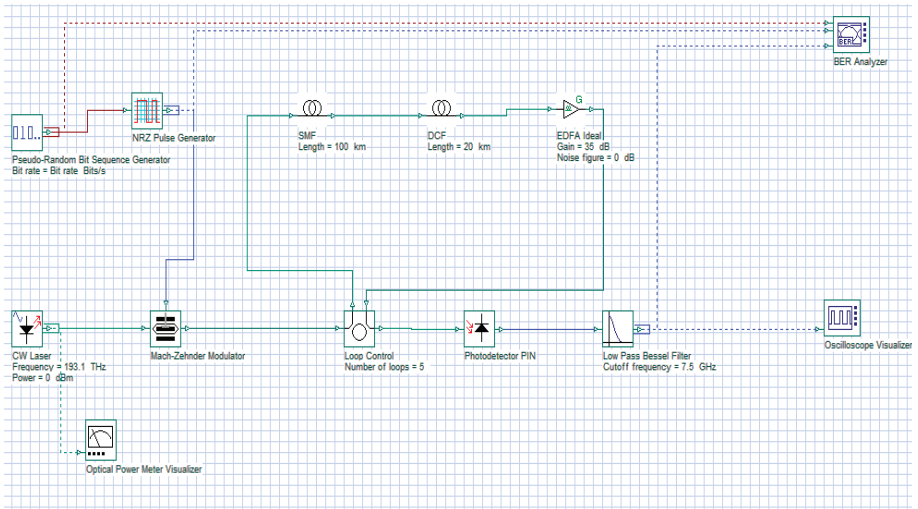 BER
BER Analyzer
NRZ Pulse Generator
Pseudo-Random Bit Sequence Generator
Bit rate = Bit rate  Bits/s
SMF
Length = 100  km
DCF
Length = 20  km
G
EDFA Ideal
Gain = 35  dB
Noise figure = 0  dB
CW Laser
Frequency = 193.1  THz
Power = 0  dBm
Mach-Zehnder Modulator
Loop Control
Number of loops = 5
Photodetector PIN
Low Pass Bessel Filter
Cutoff frequency = 7.5  GHz
Oscilloscope Visualizer
Optical Power Meter Visualizer